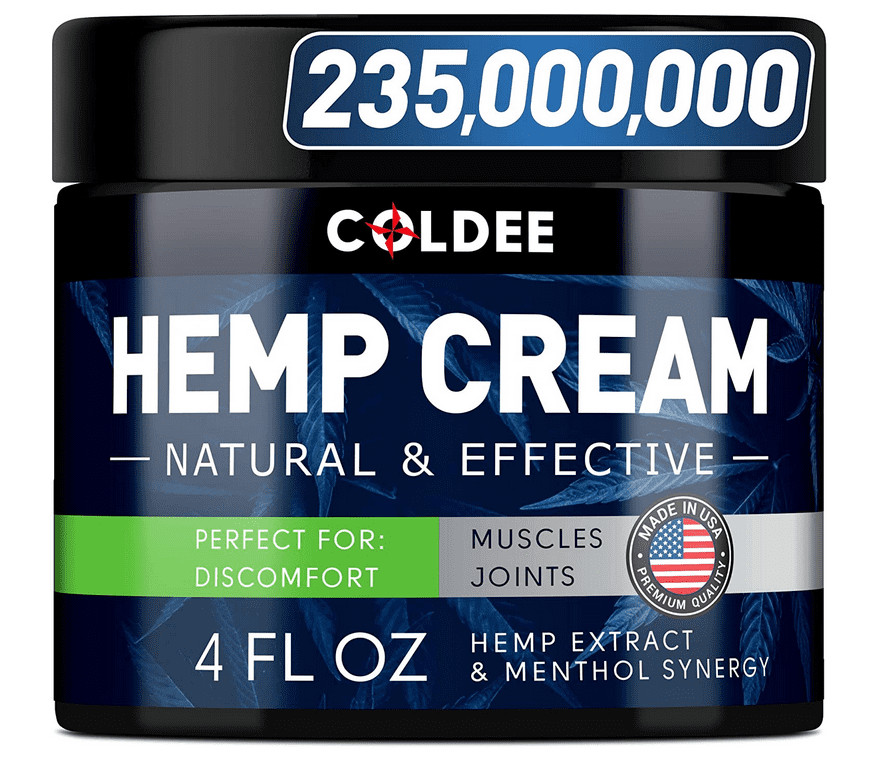 235,000,000
COLDEE
HEMP CREAM
NATURAL & EFFECTIVE
PERFECT FOR:
DISCOMFORT
MUSCLES
JOINTS
MADE IN USA
PREMIUM QUALITY
4 FL OZ
HEMP EXTRACT
& MENTHOL SYNERGY